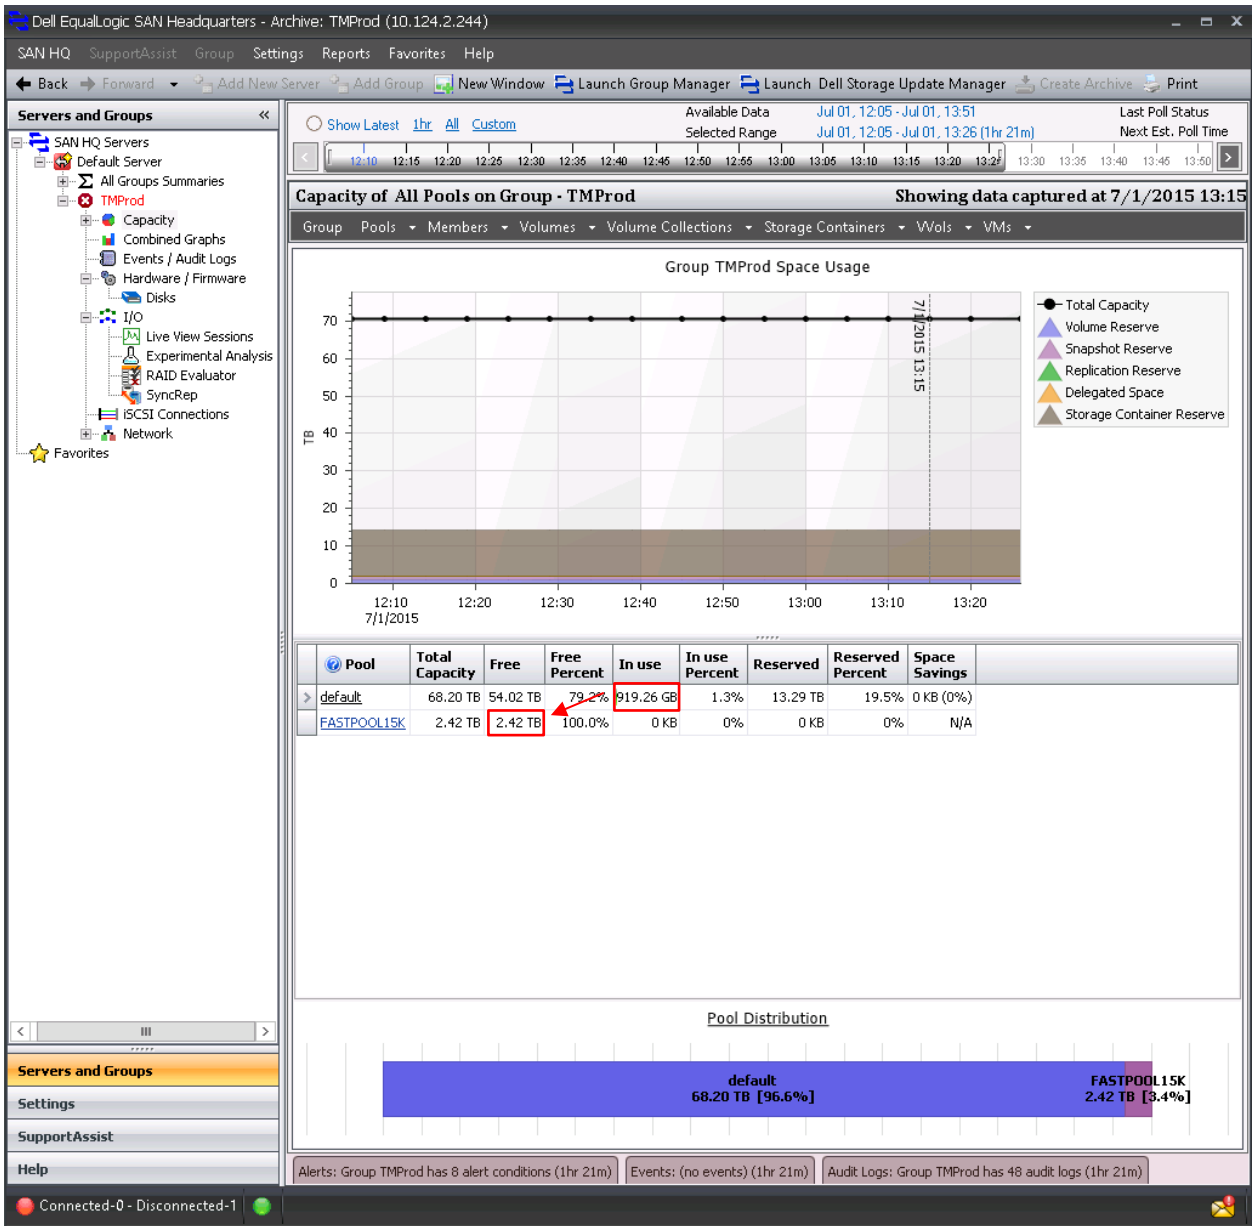 Dell EqualLogic SAN Headquarters - Archive: TMProd (10.124.2.244)
SAN HQ SupportAssist Group Settings Reports Favorites Help
Back Forward Add New Server Add Group New Window Launch Group Manager Launch Dell Storage Update Manager Create Archive Print
Servers and Groups «
SAN HQ Servers
Default Server
All Groups Summaries
TMProd
Capacity
Combined Graphs
Events / Audit Logs
Hardware / Firmware
Disks
I/O
Live View Sessions
Experimental Analysis
RAID Evaluator
SyncRep
iSCSI Connections
Network
Favorites
Servers and Groups
Settings
SupportAssist
Help
Show Latest 1hr All Custom
Available Data Jul 01, 12:05 - Jul 01, 13:51 Last Poll Status
Selected Range Jul 01, 12:05 - Jul 01, 13:26 (1hr 21m) Next Est. Poll Time
12:10 12:15 12:20 12:25 12:30 12:35 12:40 12:45 12:50 12:55 13:00 13:05 13:10 13:15 13:20 13:25 13:30 13:35 13:40 13:45 13:50
Capacity of All Pools on Group - TMProd Showing data captured at 7/1/2015 13:15
Group Pools Members Volumes Volume Collections Storage Containers VVols VMs
Group TMProd Space Usage
TB
70
60
50
40
30
20
10
0
7/1/2015 13:15
12:10 12:20 12:30 12:40 12:50 13:00 13:10 13:20
7/1/2015
Total Capacity
Volume Reserve
Snapshot Reserve
Replication Reserve
Delegated Space
Storage Container Reserve
Pool Total Capacity Free Free Percent In use In use Percent Reserved Reserved Percent Space Savings
default 68.20 TB 54.02 TB 79.2% 919.26 GB 1.3% 13.29 TB 19.5% 0 KB (0%)
FASTPOOL15K 2.42 TB 2.42 TB 100.0% 0 KB 0% 0 KB 0% N/A
Pool Distribution
default FASTPOOL15K
68.20 TB [96.6%] 2.42 TB [3.4%]
Alerts: Group TMProd has 8 alert conditions (1hr 21m) Events: (no events) (1hr 21m) Audit Logs: Group TMProd has 48 audit logs (1hr 21m)
Connected-0 - Disconnected-1